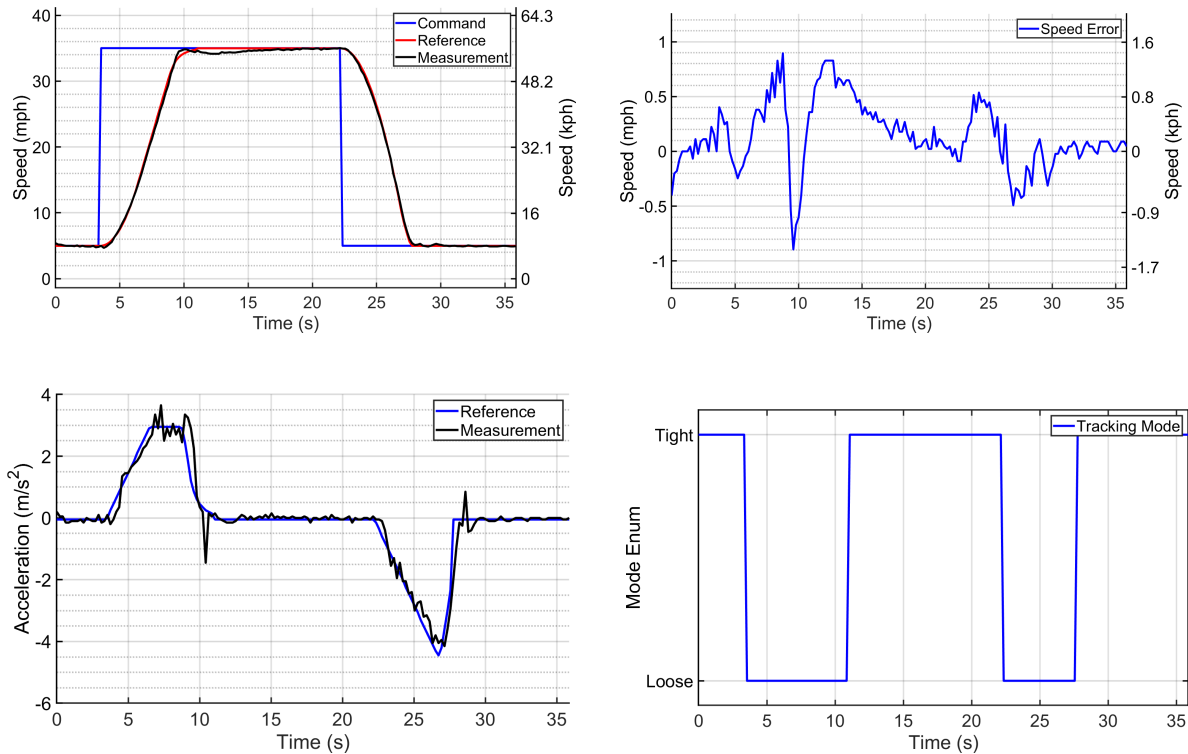 40
30
20
10
0
Speed (mph)
64.3
48.2
32.1
16
0
Speed (kph)
Command
Reference
Measurement
0 5 10 15 20 25 30 35
Time (s)
1
0.5
0
-0.5
-1
Speed (mph)
1.6
0.8
0
-0.9
-1.7
Speed (kph)
Speed Error
0 5 10 15 20 25 30 35
Time (s)
4
2
0
-2
-4
-6
Acceleration (m/s²)
Reference
Measurement
0 5 10 15 20 25 30 35
Time (s)
Tight
Loose
Mode Enum
Tracking Mode
0 5 10 15 20 25 30 35
Time (s)